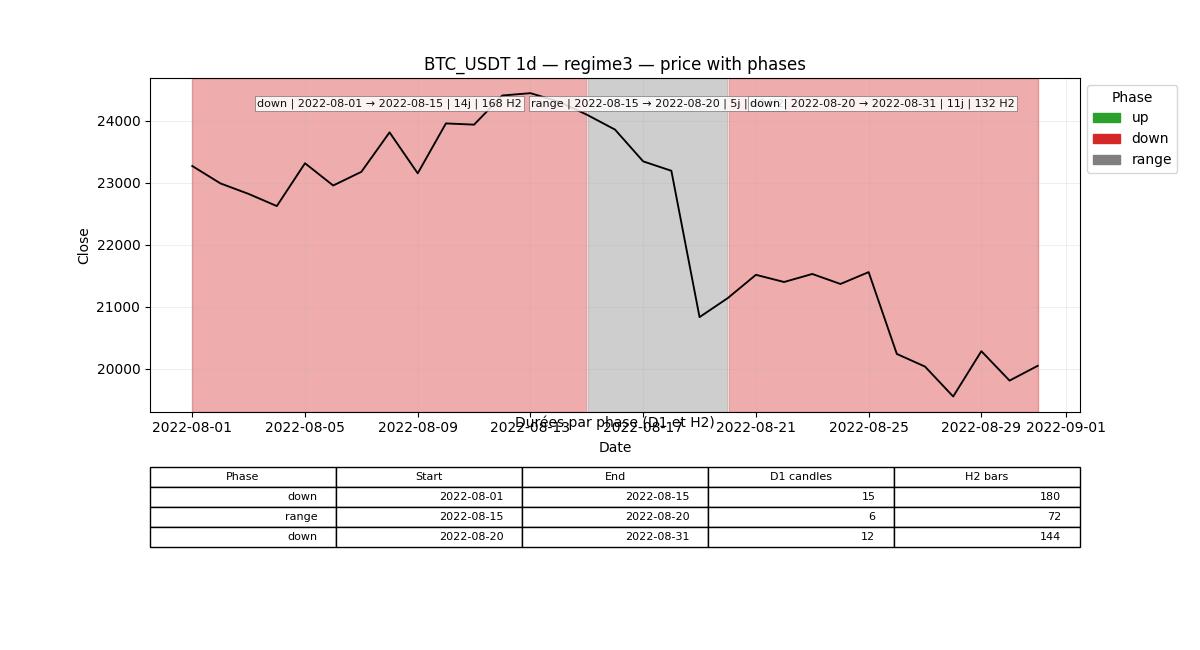 BTC_USDT 1d — regime3 — price with phases
down | 2022-08-01 → 2022-08-15 | 14j | 168 H2
range | 2022-08-15 → 2022-08-20 | 5j |
down | 2022-08-20 → 2022-08-31 | 11j | 132 H2
Phase
up
down
range
Close
24000
23000
22000
21000
20000
2022-08-01 2022-08-05 2022-08-09 2022-08-13 2022-08-17 2022-08-21 2022-08-25 2022-08-29 2022-09-01
Date
Durées par phase (D1 et H2)
Phase Start End D1 candles H2 bars
down 2022-08-01 2022-08-15 15 180
range 2022-08-15 2022-08-20 6 72
down 2022-08-20 2022-08-31 12 144